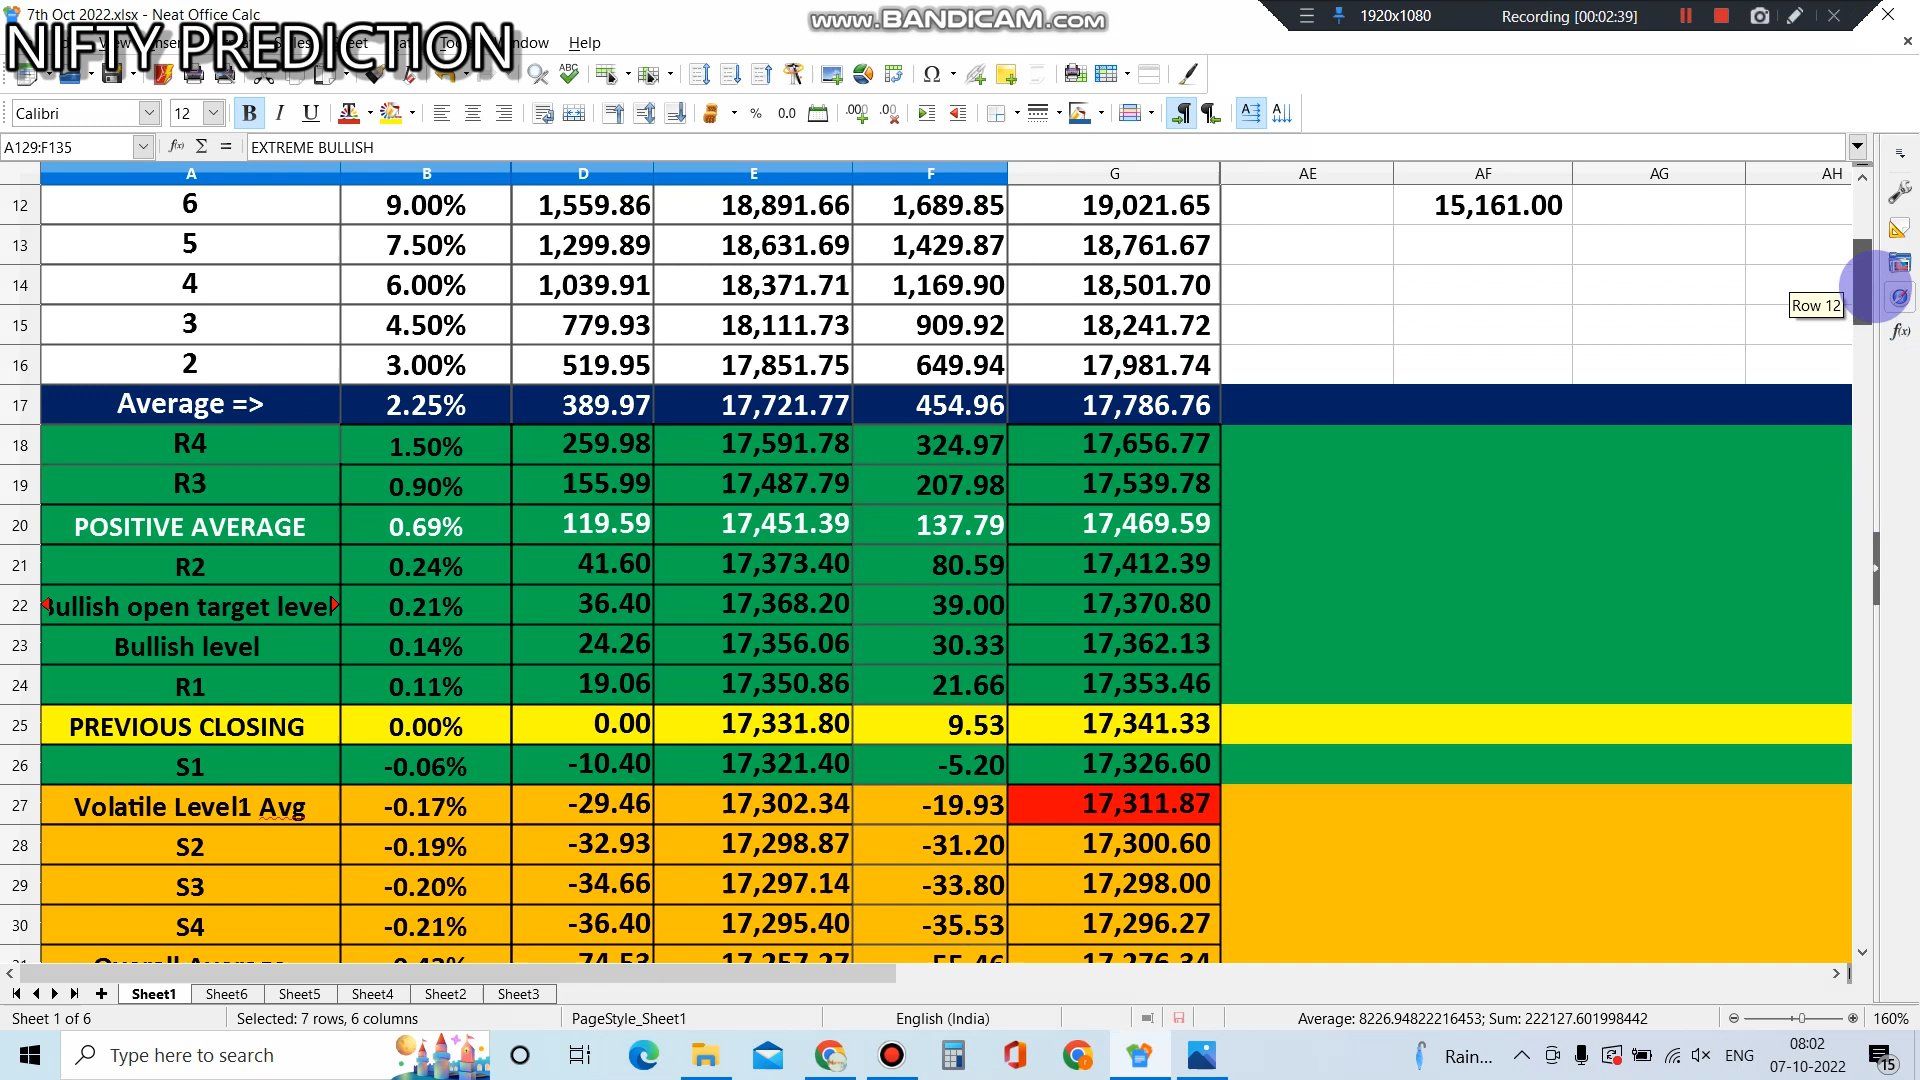 7th Oct 2022.xlsx - Neat Office Calc
NIFTY PREDICTION
WWW.BANDICAM.COM
1920x1080
Recording [00:02:39]
Help
Calibri
12
A129:F135
EXTREME BULLISH
A B D E F G AE AF AG AH
12 6 9.00% 1,559.86 18,891.66 1,689.85 19,021.65 15,161.00
13 5 7.50% 1,299.89 18,631.69 1,429.87 18,761.67
Row 12
14 4 6.00% 1,039.91 18,371.71 1,169.90 18,501.70
15 3 4.50% 779.93 18,111.73 909.92 18,241.72
16 2 3.00% 519.95 17,851.75 649.94 17,981.74
17 Average => 2.25% 389.97 17,721.77 454.96 17,786.76
18 R4 1.50% 259.98 17,591.78 324.97 17,656.77
19 R3 0.90% 155.99 17,487.79 207.98 17,539.78
20 POSITIVE AVERAGE 0.69% 119.59 17,451.39 137.79 17,469.59
21 R2 0.24% 41.60 17,373.40 80.59 17,412.39
22 ullish open target level 0.21% 36.40 17,368.20 39.00 17,370.80
23 Bullish level 0.14% 24.26 17,356.06 30.33 17,362.13
24 R1 0.11% 19.06 17,350.86 21.66 17,353.46
25 PREVIOUS CLOSING 0.00% 0.00 17,331.80 9.53 17,341.33
26 S1 -0.06% -10.40 17,321.40 -5.20 17,326.60
27 Volatile Level1 Avg -0.17% -29.46 17,302.34 -19.93 17,311.87
28 S2 -0.19% -32.93 17,298.87 -31.20 17,300.60
29 S3 -0.20% -34.66 17,297.14 -33.80 17,298.00
30 S4 -0.21% -36.40 17,295.40 -35.53 17,296.27
Sheet1 Sheet6 Sheet5 Sheet4 Sheet2 Sheet3
Sheet 1 of 6
Selected: 7 rows, 6 columns
PageStyle_Sheet1
English (India)
Average: 8226.94822216453; Sum: 222127.601998442
160%
Type here to search
Rain...
ENG
08:02
07-10-2022
15